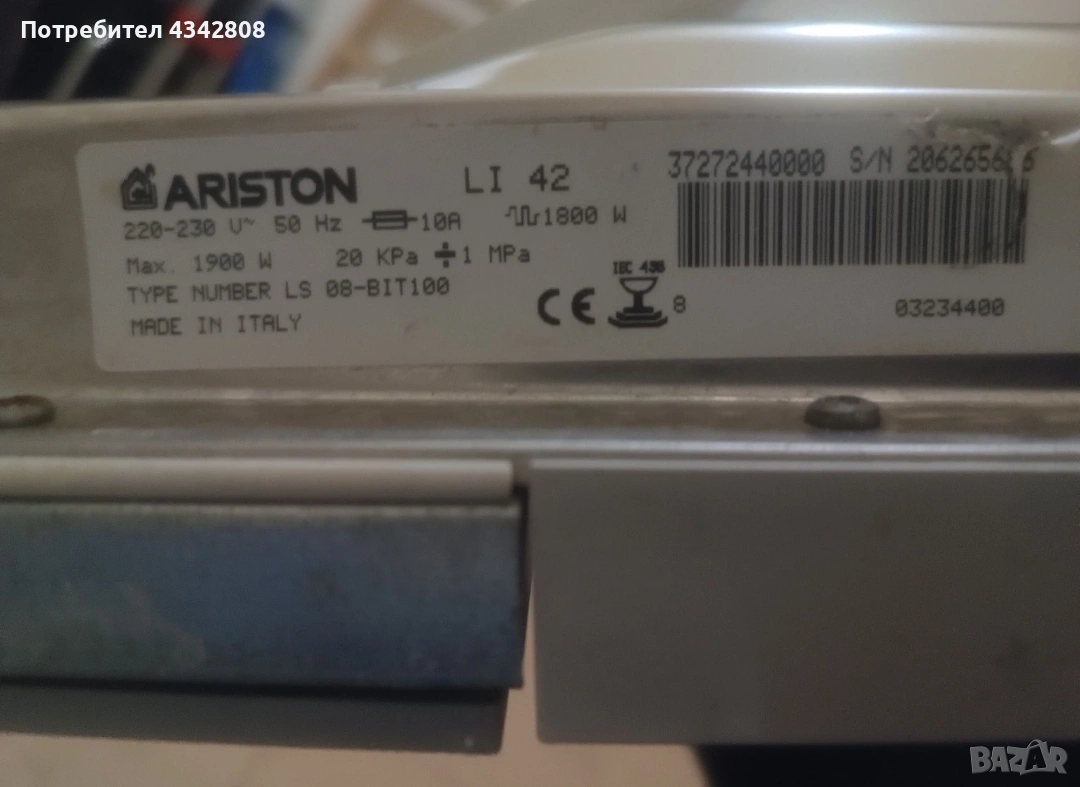 Потребител 4342808
ARISTON LI 42 37272440000 S/N
220-230 V~ 50 Hz 10A 1800 W
Max. 1900 W 20 KPa ÷ 1 MPa
TYPE NUMBER LS 08-BIT100
MADE IN ITALY
CE IEC 436 8 03234400
BAZAR